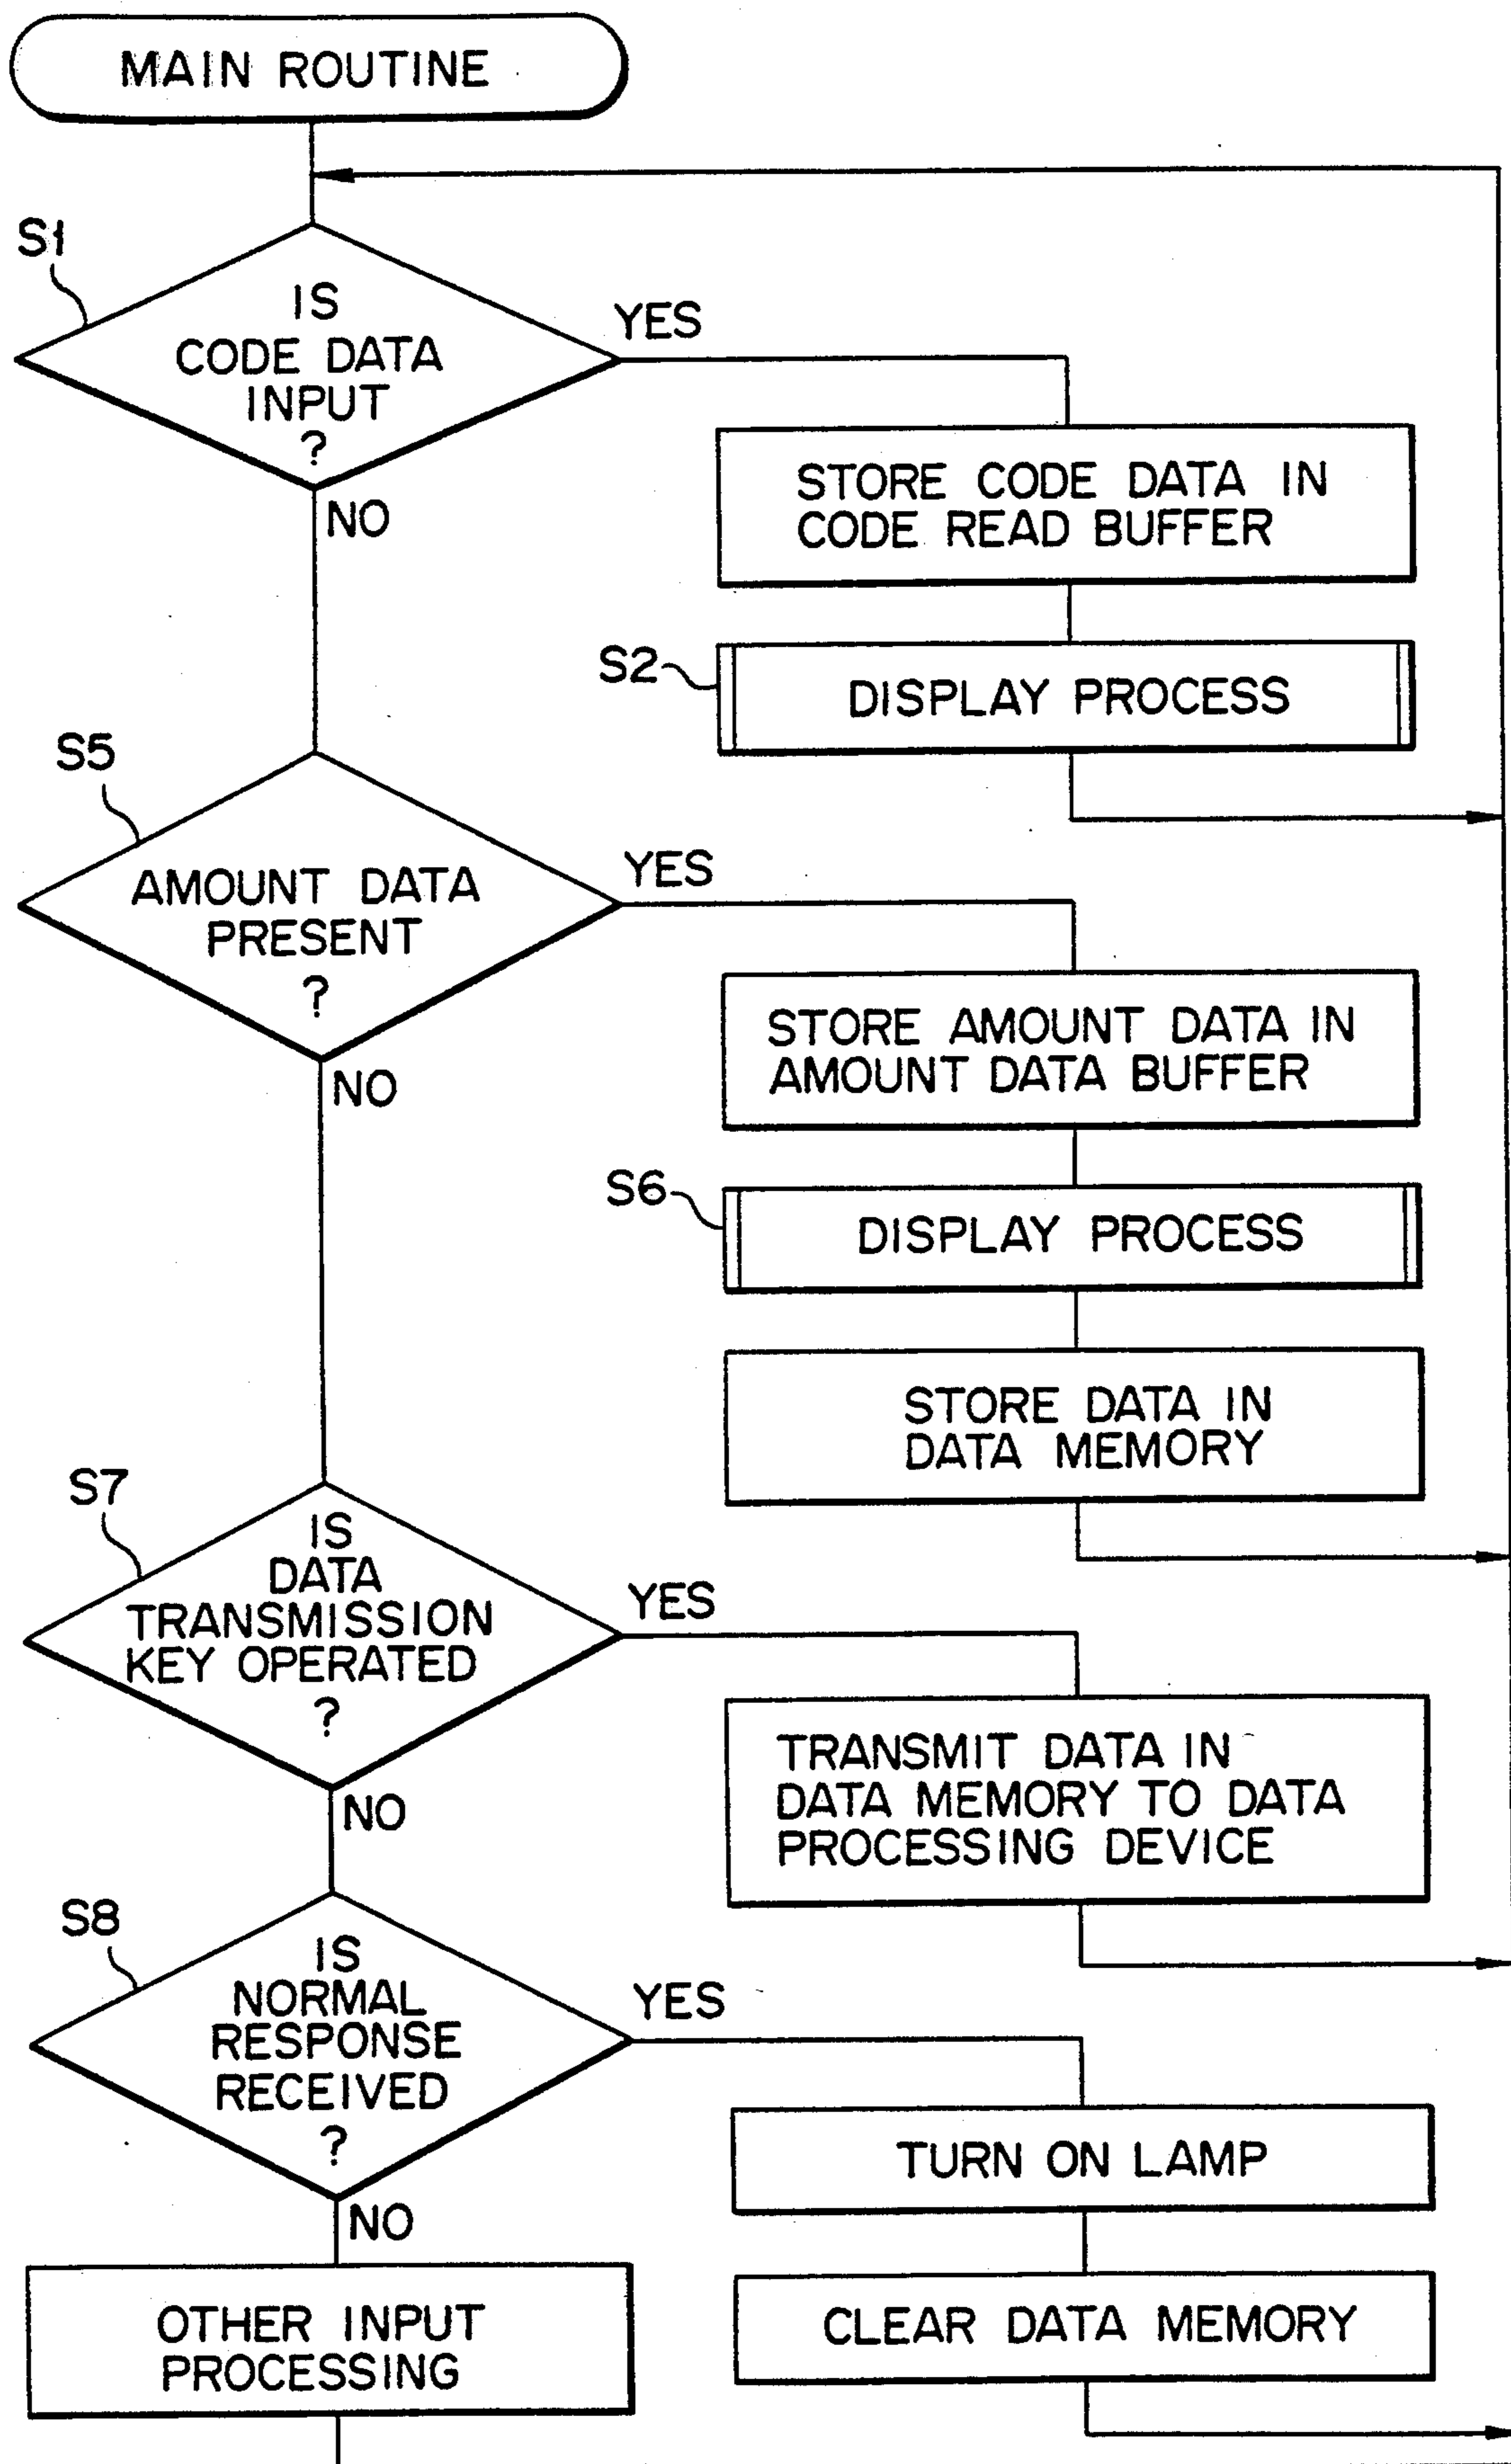 MAIN ROUTINE
S1
IS
CODE DATA
INPUT
?
YES
NO
STORE CODE DATA IN
CODE READ BUFFER
S2
DISPLAY PROCESS
S5
AMOUNT DATA
PRESENT
?
YES
NO
STORE AMOUNT DATA IN
AMOUNT DATA BUFFER
S6
DISPLAY PROCESS
STORE DATA IN
DATA MEMORY
S7
IS
DATA
TRANSMISSION
KEY OPERATED
?
YES
NO
TRANSMIT DATA IN
DATA MEMORY TO DATA
PROCESSING DEVICE
S8
IS
NORMAL
RESPONSE
RECEIVED
?
YES
NO
TURN ON LAMP
CLEAR DATA MEMORY
OTHER INPUT
PROCESSING